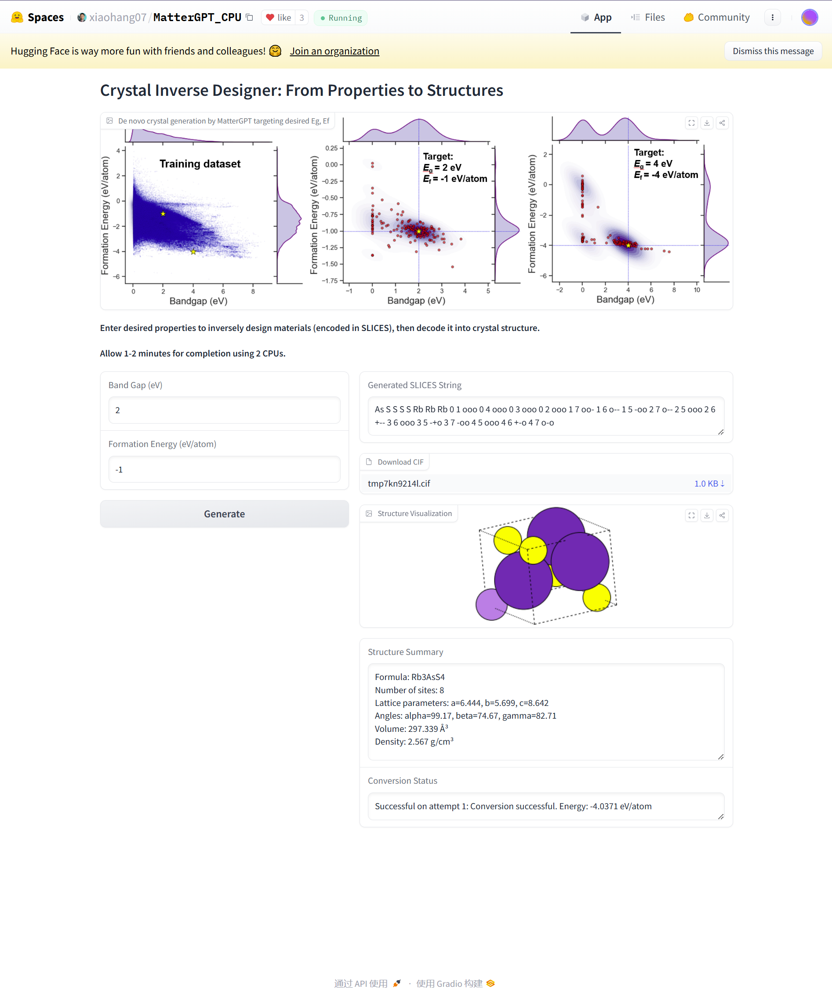 Spaces
xiaohang07/MatterGPT_CPU
like 3
Running
App
Files
Community
Hugging Face is way more fun with friends and colleagues! 🤗 Join an organization
Dismiss this message
Crystal Inverse Designer: From Properties to Structures
De novo crystal generation by MatterGPT targeting desired Eg, Ef
Training dataset
Formation Energy (eV/atom)
4
2
0
−2
−4
−6
0 2 4 6 8
Bandgap (eV)
Target:
Eg = 2 eV
Ef = -1 eV/atom
Formation Energy (eV/atom)
0.25
0.00
−0.25
−0.50
−0.75
−1.00
−1.25
−1.50
−1.75
−1 0 1 2 3 4 5
Bandgap (eV)
Target:
Eg = 4 eV
Ef = -4 eV/atom
Formation Energy (eV/atom)
2
0
−2
−4
−6
−2 0 2 4 6 8 10
Bandgap (eV)
Enter desired properties to inversely design materials (encoded in SLICES), then decode it into crystal structure.
Allow 1-2 minutes for completion using 2 CPUs.
Band Gap (eV)
2
Formation Energy (eV/atom)
-1
Generate
Generated SLICES String
As S S S S Rb Rb Rb 0 1 ooo 0 4 ooo 0 3 ooo 0 2 ooo 1 7 oo- 1 6 o-- 1 5 -oo 2 7 o-- 2 5 ooo 2 6
+-- 3 6 ooo 3 5 -+o 3 7 -oo 4 5 ooo 4 6 +-o 4 7 o-o
Download CIF
tmp7kn9214l.cif
1.0 KB ⇣
Structure Visualization
Structure Summary
Formula: Rb3AsS4
Number of sites: 8
Lattice parameters: a=6.444, b=5.699, c=8.642
Angles: alpha=99.17, beta=74.67, gamma=82.71
Volume: 297.339 Å³
Density: 2.567 g/cm³
Conversion Status
Successful on attempt 1: Conversion successful. Energy: -4.0371 eV/atom
通过 API 使用 · 使用 Gradio 构建